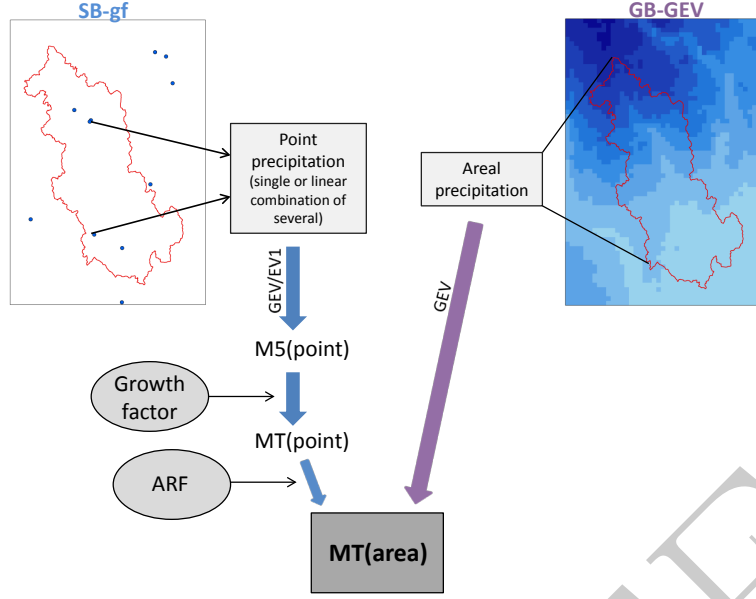 SB-gf
GB-GEV
Point
precipitation
(single or linear
combination of
several)
Areal
precipitation
GEV/EV1
GEV
M5(point)
Growth
factor
MT(point)
ARF
MT(area)